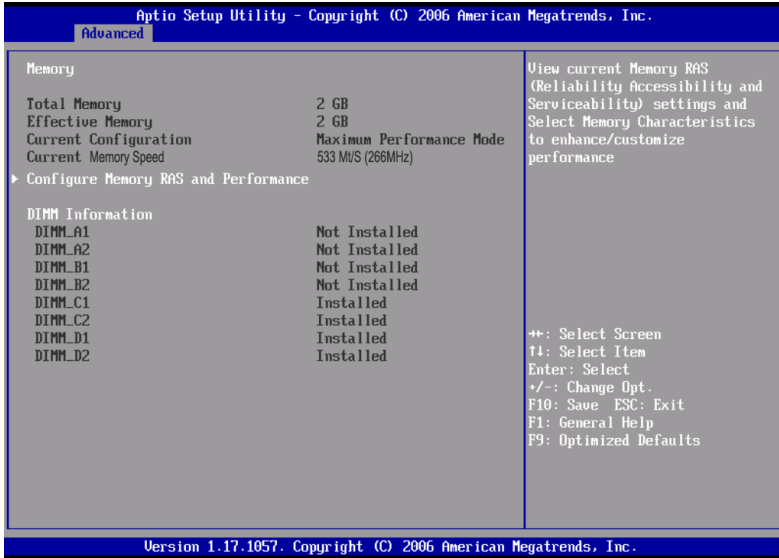 Aptio Setup Utility - Copyright (C) 2006 American Megatrends, Inc.
Advanced
Memory
Total Memory 2 GB
Effective Memory 2 GB
Current Configuration Maximum Performance Mode
Current Memory Speed 533 Mt/S (266MHz)
Configure Memory RAS and Performance
DIMM Information
DIMM_A1 Not Installed
DIMM_A2 Not Installed
DIMM_B1 Not Installed
DIMM_B2 Not Installed
DIMM_C1 Installed
DIMM_C2 Installed
DIMM_D1 Installed
DIMM_D2 Installed
View current Memory RAS
(Reliability Accessibility and
Serviceability) settings and
Select Memory Characteristics
to enhance/customize
performance
→←: Select Screen
↑↓: Select Item
Enter: Select
+/-: Change Opt.
F10: Save ESC: Exit
F1: General Help
F9: Optimized Defaults
Version 1.17.1057. Copyright (C) 2006 American Megatrends, Inc.